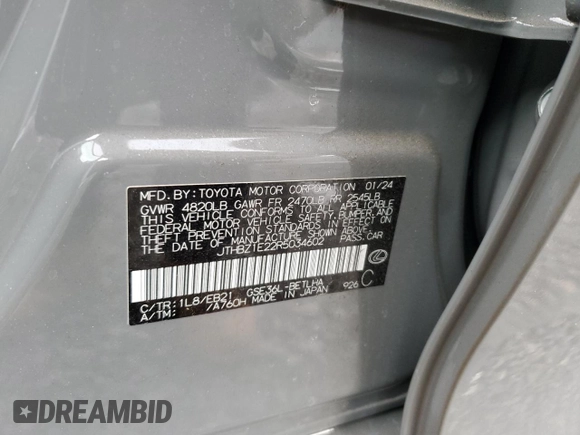 MFD. BY: TOYOTA MOTOR CORPORATION 01/24
GVWR 4820LB GAWR FR 2470LB RR 2545LB
THIS VEHICLE CONFORMS TO ALL APPLICABLE
FEDERAL MOTOR VEHICLE SAFETY, BUMPER, AND
THEFT PREVENTION STANDARDS IN EFFECT ON
THE DATE OF MANUFACTURE SHOWN ABOVE.
JTHBZ1E22R5034602 PASS. CAR
C
C/TR: 1L8/EB21 GSE36L-BETLHA 926
A/TM: /A760H MADE IN JAPAN
DREAMBID